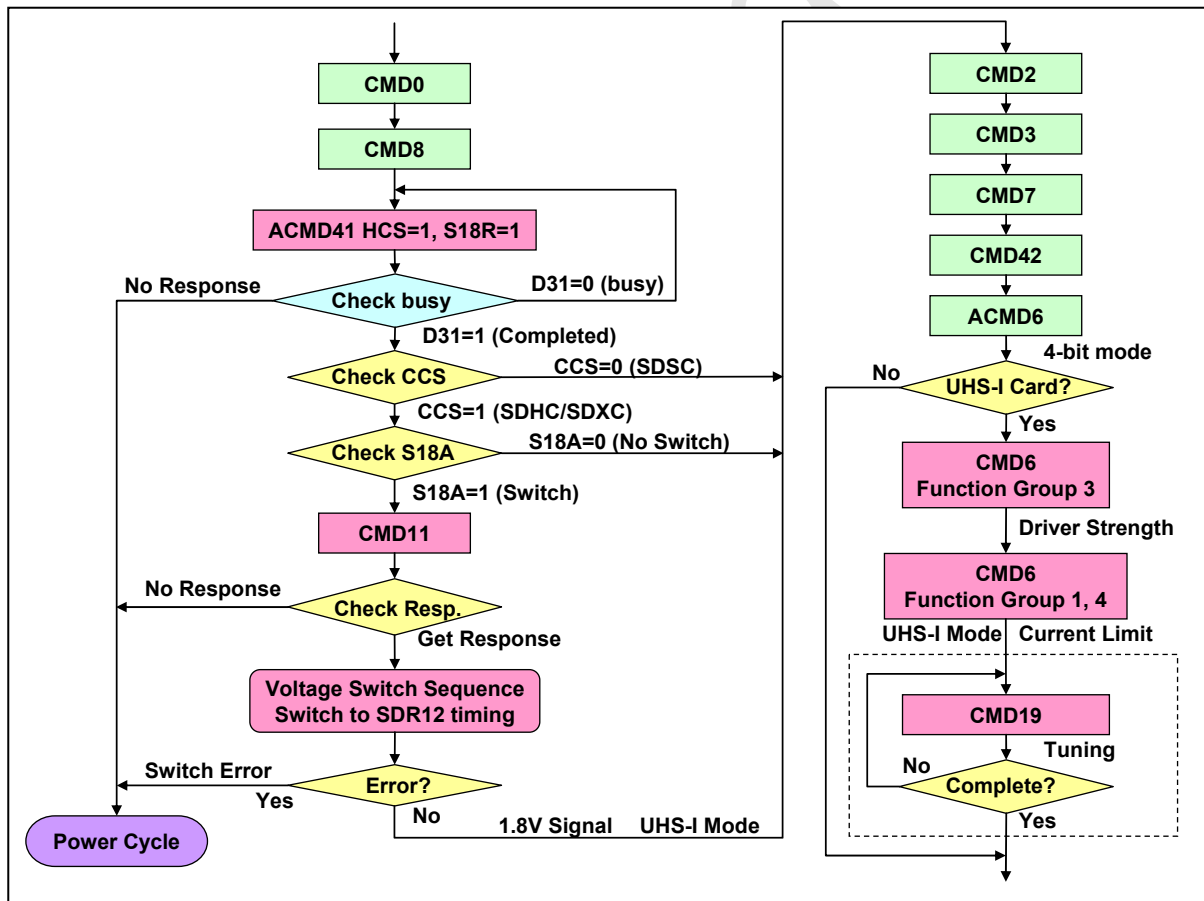 CMD0
CMD8
ACMD41 HCS=1, S18R=1
No Response
Check busy
D31=0 (busy)
D31=1 (Completed)
Check CCS
CCS=0 (SDSC)
CCS=1 (SDHC/SDXC)
Check S18A
S18A=0 (No Switch)
S18A=1 (Switch)
CMD11
No Response
Check Resp.
Get Response
Voltage Switch Sequence
Switch to SDR12 timing
Switch Error
Yes
Error?
No
1.8V Signal UHS-I Mode
Power Cycle
CMD2
CMD3
CMD7
CMD42
ACMD6
4-bit mode
No
UHS-I Card?
Yes
CMD6
Function Group 3
Driver Strength
CMD6
Function Group 1, 4
UHS-I Mode Current Limit
CMD19
Tuning
No
Complete?
Yes